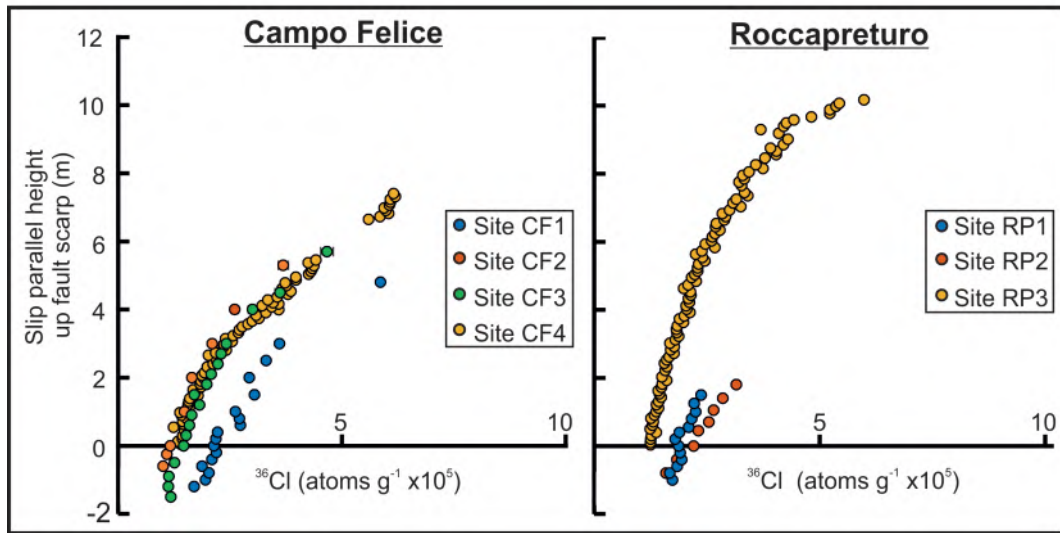 Campo Felice
Roccapreturo
12
10
8
6
4
2
0
-2
Slip parallel height
up fault scarp (m)
Site CF1
Site CF2
Site CF3
Site CF4
5
10
³⁶Cl (atoms g⁻¹ x10⁵)
Site RP1
Site RP2
Site RP3
5
10
³⁶Cl (atoms g⁻¹ x10⁵)